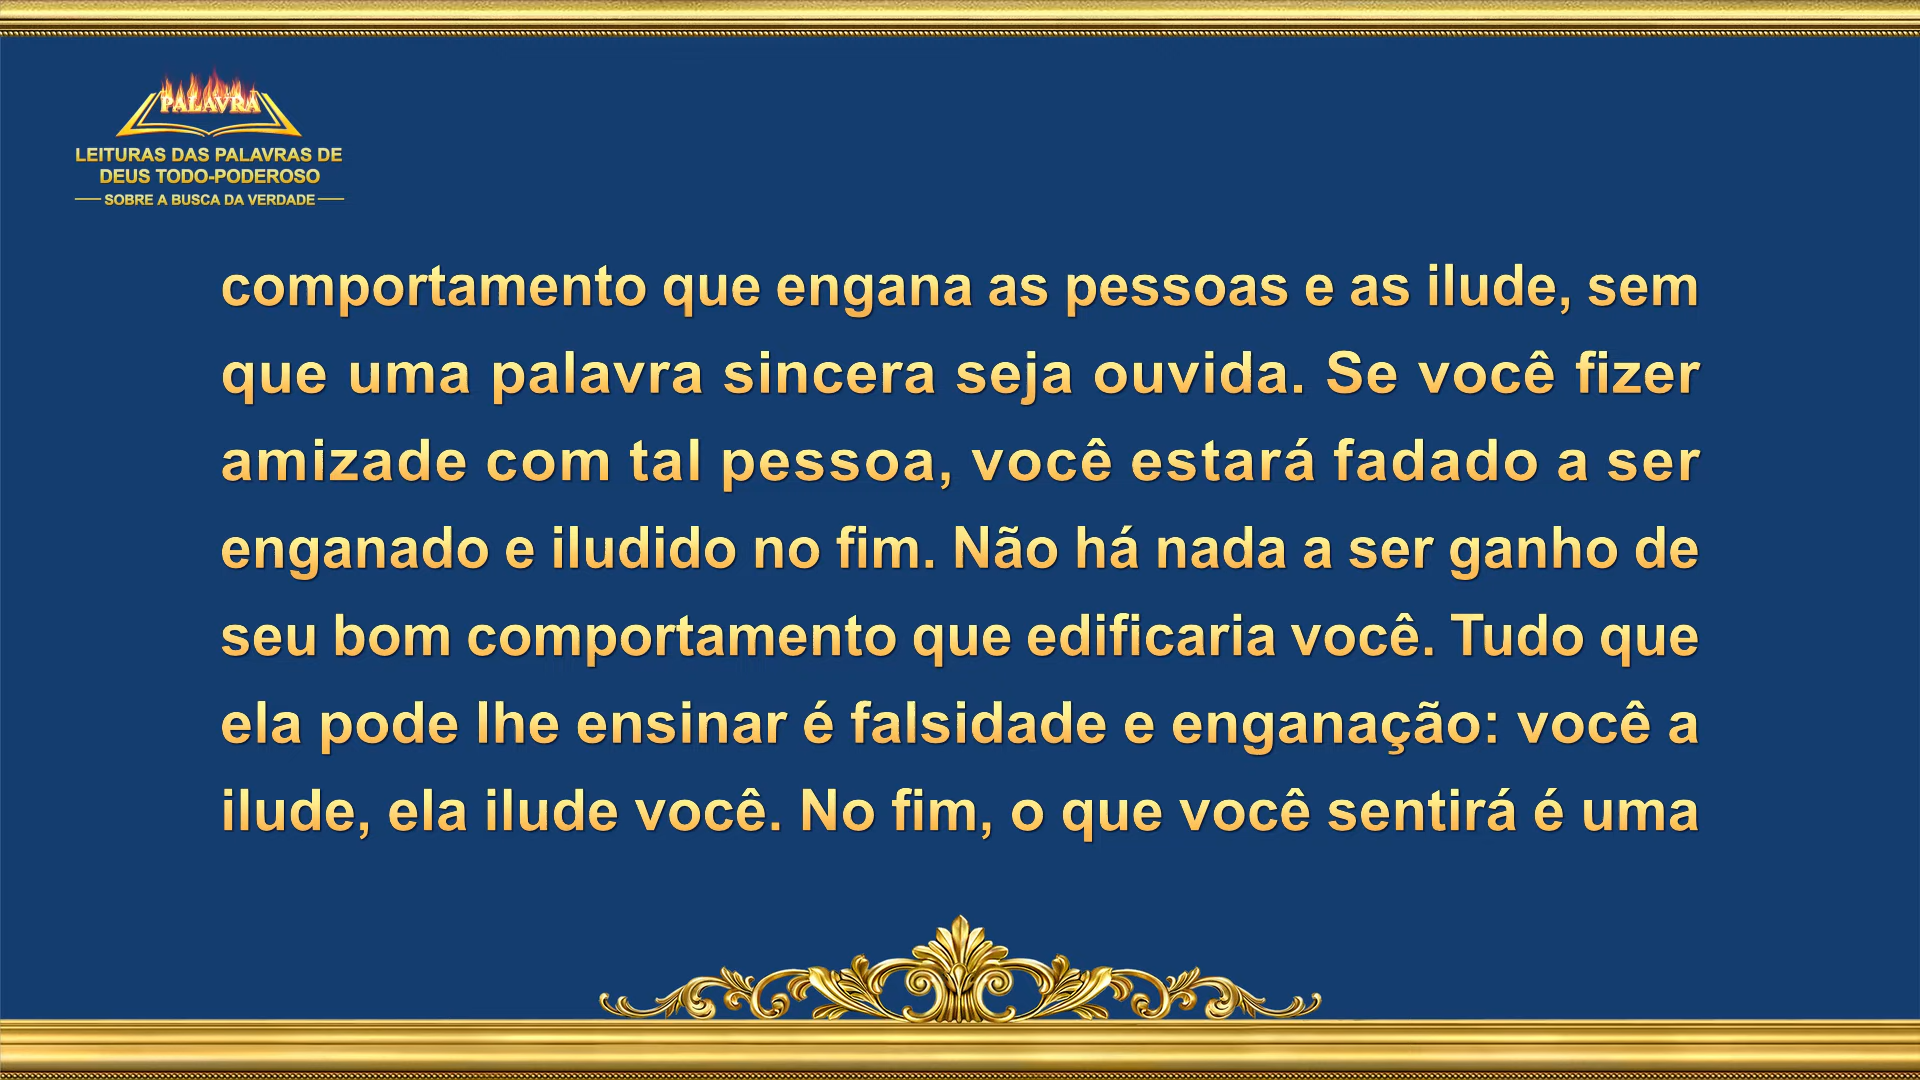 PALAVRA
LEITURAS DAS PALAVRAS DE
DEUS TODO-PODEROSO
SOBRE A BUSCA DA VERDADE
comportamento que engana as pessoas e as ilude, sem
que uma palavra sincera seja ouvida. Se você fizer
amizade com tal pessoa, você estará fadado a ser
enganado e iludido no fim. Não há nada a ser ganho de
seu bom comportamento que edificaria você. Tudo que
ela pode lhe ensinar é falsidade e enganação: você a
ilude, ela ilude você. No fim, o que você sentirá é uma